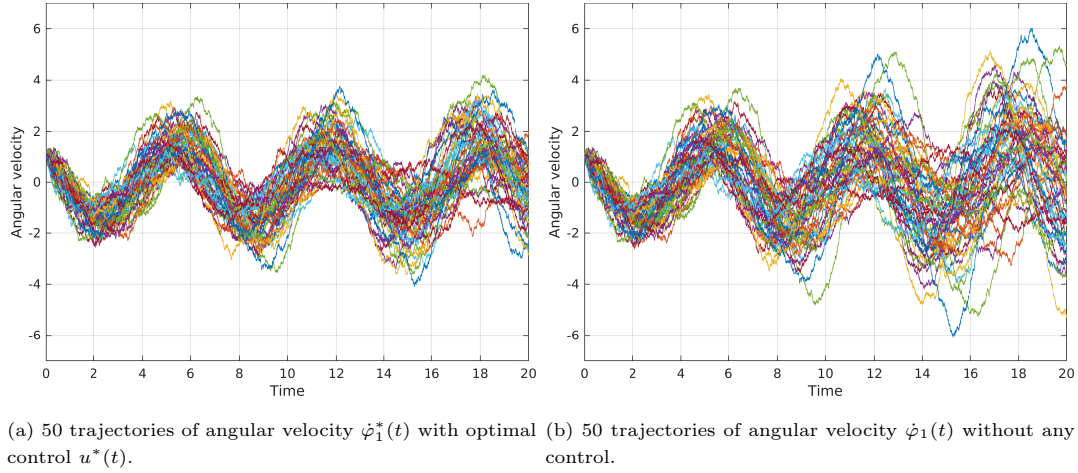 6
4
2
0
-2
-4
-6
Angular velocity
0 2 4 6 8 10 12 14 16 18 20
Time
6
4
2
0
-2
-4
-6
Angular velocity
0 2 4 6 8 10 12 14 16 18 20
Time
(a) 50 trajectories of angular velocity φ̇₁*(t) with optimal
control u*(t).
(b) 50 trajectories of angular velocity φ̇₁(t) without any
control.